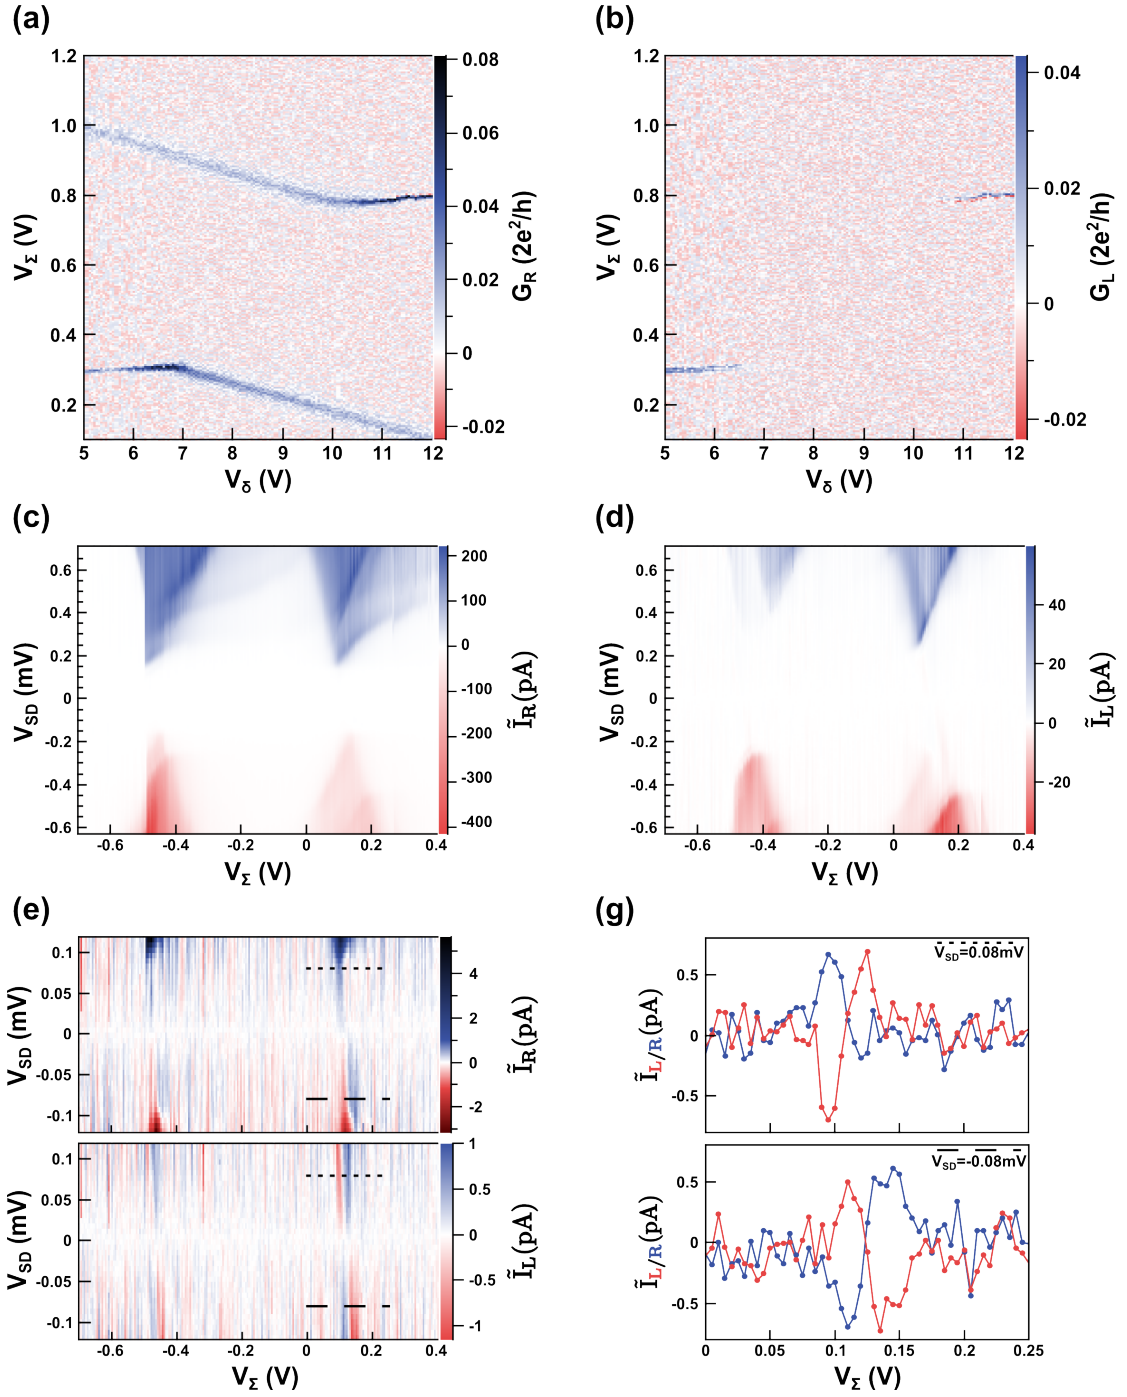 (a)
1.2
1.0
0.8
0.6
0.4
0.2
V_Σ (V)
5 6 7 8 9 10 11 12
V_δ (V)
0.08
0.06
0.04
0.02
0
-0.02
G_R (2e²/h)
(b)
1.2
1.0
0.8
0.6
0.4
0.2
V_Σ (V)
5 6 7 8 9 10 11 12
V_δ (V)
0.04
0.02
0
-0.02
G_L (2e²/h)
(c)
0.6
0.4
0.2
0
-0.2
-0.4
-0.6
V_SD (mV)
-0.6 -0.4 -0.2 0 0.2 0.4
V_Σ (V)
200
100
0
-100
-200
-300
-400
Ĩ_R(pA)
(d)
0.6
0.4
0.2
0
-0.2
-0.4
-0.6
V_SD (mV)
-0.6 -0.4 -0.2 0 0.2 0.4
V_Σ (V)
40
20
0
-20
Ĩ_L(pA)
(e)
0.1
0.05
0
-0.05
-0.1
V_SD (mV)
4
2
0
-2
Ĩ_R(pA)
0.1
0.05
0
-0.05
-0.1
V_SD (mV)
-0.6 -0.4 -0.2 0 0.2 0.4
V_Σ (V)
1
0.5
0
-0.5
-1
Ĩ_L(pA)
(g)
V_SD=0.08mV
0.5
0
-0.5
Ĩ_L/R(pA)
V_SD=-0.08mV
0.5
0
-0.5
Ĩ_L/R(pA)
0 0.05 0.1 0.15 0.2 0.25
V_Σ (V)